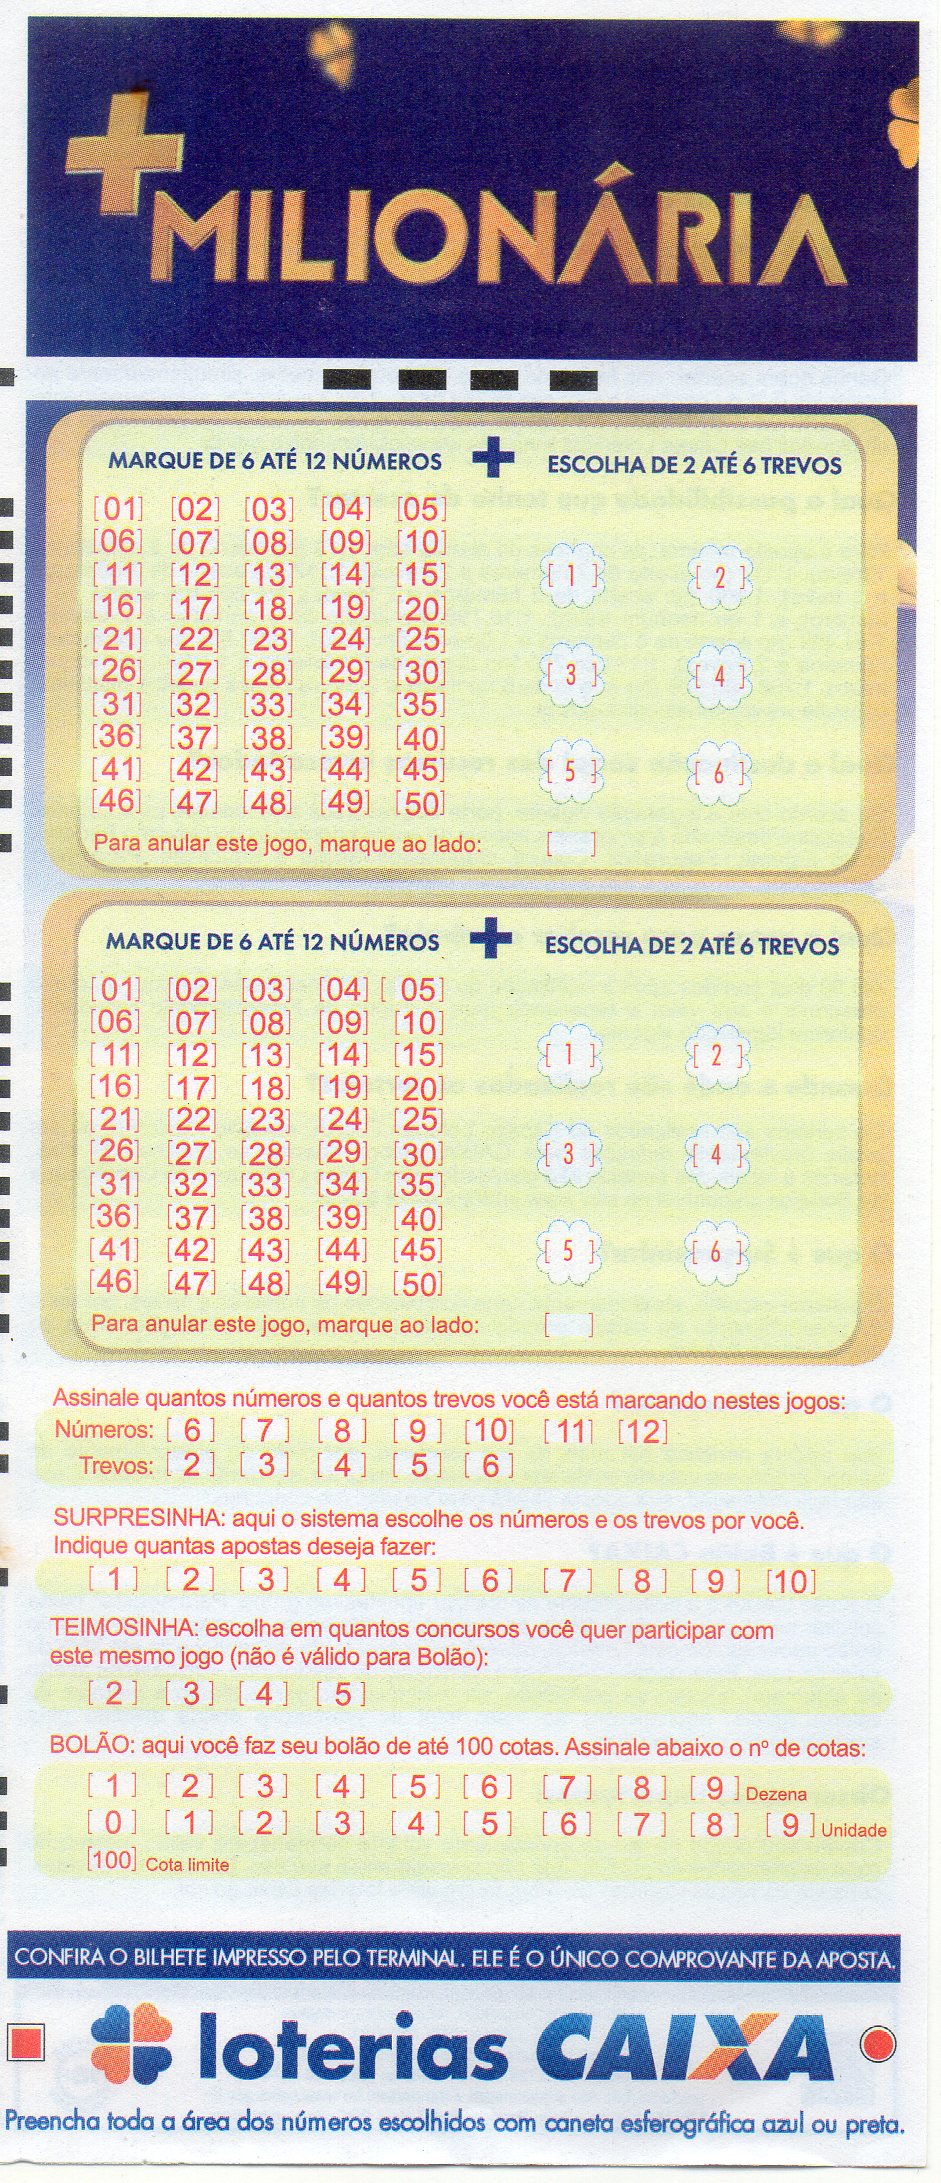 +MILIONÁRIA
MARQUE DE 6 ATÉ 12 NÚMEROS + ESCOLHA DE 2 ATÉ 6 TREVOS
[01] [02] [03] [04] [05]
[06] [07] [08] [09] [10]
[11] [12] [13] [14] [15] [ 1 ] [ 2 ]
[16] [17] [18] [19] [20]
[21] [22] [23] [24] [25]
[26] [27] [28] [29] [30] [ 3 ] [ 4 ]
[31] [32] [33] [34] [35]
[36] [37] [38] [39] [40]
[41] [42] [43] [44] [45] [ 5 ] [ 6 ]
[46] [47] [48] [49] [50]
Para anular este jogo, marque ao lado: [ ]
MARQUE DE 6 ATÉ 12 NÚMEROS + ESCOLHA DE 2 ATÉ 6 TREVOS
[01] [02] [03] [04] [ 05]
[06] [07] [08] [09] [10]
[11] [12] [13] [14] [15] [ 1 ] [ 2 ]
[16] [17] [18] [19] [20]
[21] [22] [23] [24] [25]
[26] [27] [28] [29] [30] [ 3 ] [ 4 ]
[31] [32] [33] [34] [35]
[36] [37] [38] [39] [40]
[41] [42] [43] [44] [45] [ 5 ] [ 6 ]
[46] [47] [48] [49] [50]
Para anular este jogo, marque ao lado: [ ]
Assinale quantos números e quantos trevos você está marcando nestes jogos:
Números: [ 6 ] [ 7 ] [ 8 ] [ 9 ] [10] [11] [12]
Trevos: [ 2 ] [ 3 ] [ 4 ] [ 5 ] [ 6 ]
SURPRESINHA: aqui o sistema escolhe os números e os trevos por você.
Indique quantas apostas deseja fazer:
[ 1 ] [ 2 ] [ 3 ] [ 4 ] [ 5 ] [ 6 ] [ 7 ] [ 8 ] [ 9 ] [10]
TEIMOSINHA: escolha em quantos concursos você quer participar com
este mesmo jogo (não é válido para Bolão):
[ 2 ] [ 3 ] [ 4 ] [ 5 ]
BOLÃO: aqui você faz seu bolão de até 100 cotas. Assinale abaixo o nº de cotas:
[ 1 ] [ 2 ] [ 3 ] [ 4 ] [ 5 ] [ 6 ] [ 7 ] [ 8 ] [ 9 ] Dezena
[ 0 ] [ 1 ] [ 2 ] [ 3 ] [ 4 ] [ 5 ] [ 6 ] [ 7 ] [ 8 ] [ 9 ] Unidade
[100] Cota limite
CONFIRA O BILHETE IMPRESSO PELO TERMINAL. ELE É O ÚNICO COMPROVANTE DA APOSTA.
loterias CAIXA
Preencha toda a área dos números escolhidos com caneta esferográfica azul ou preta.